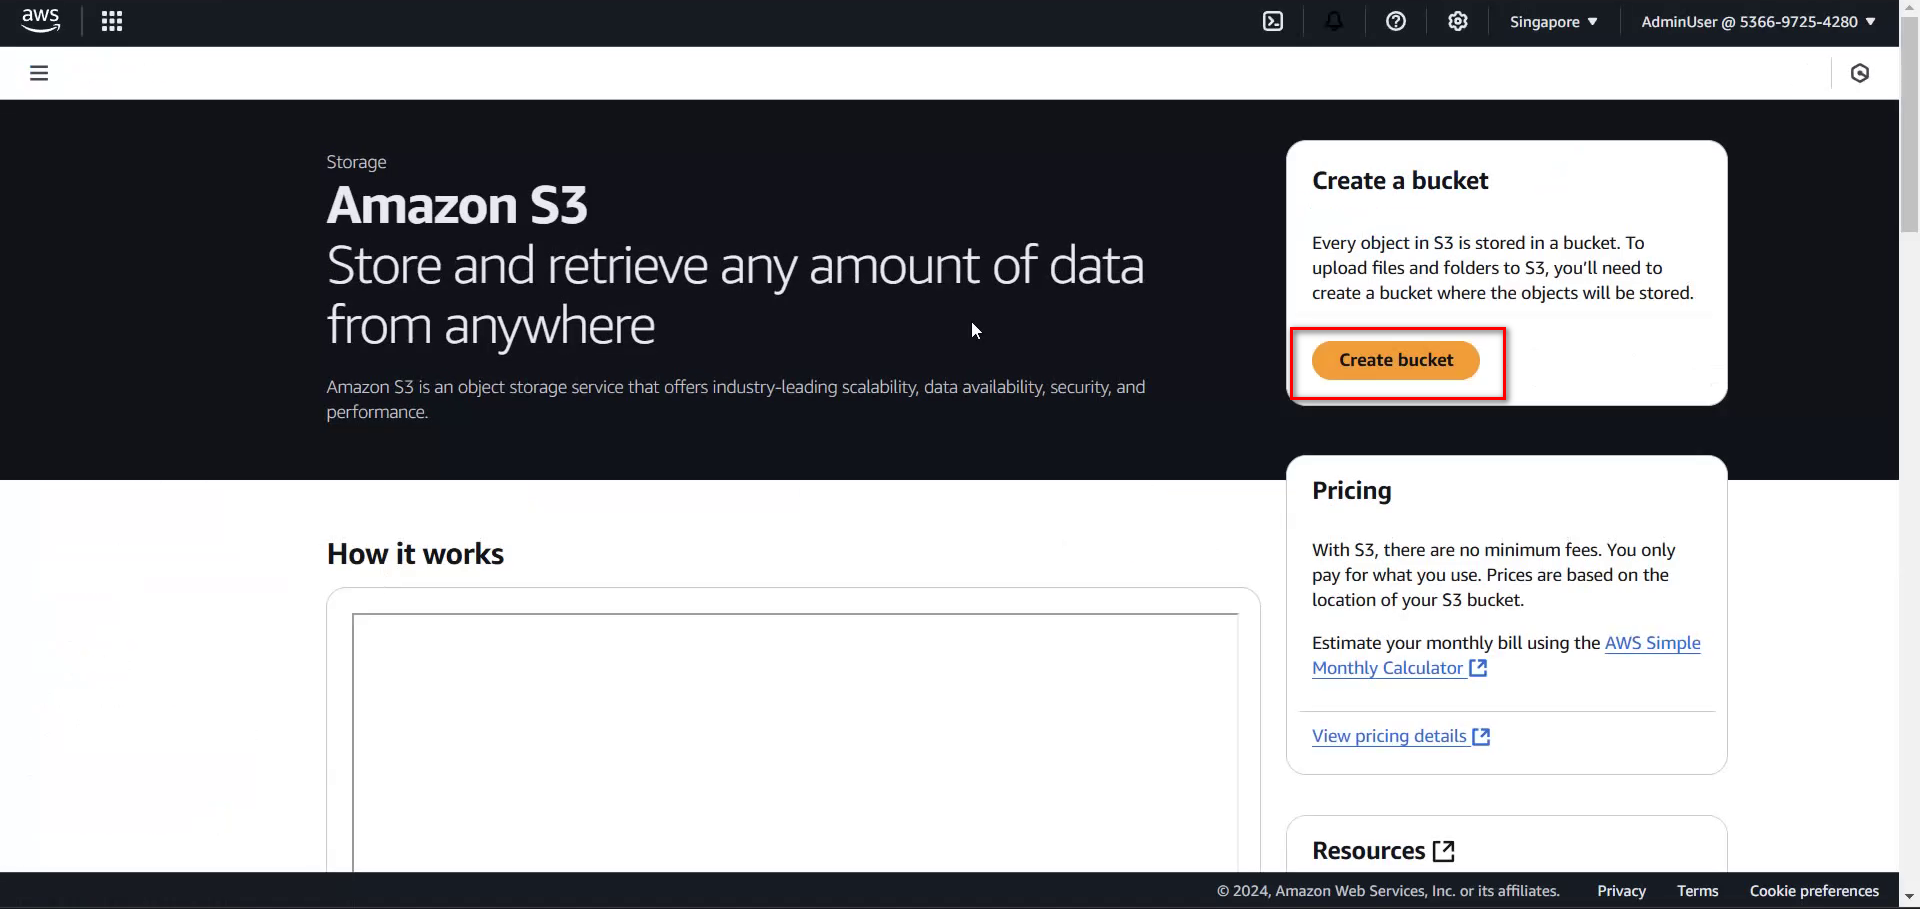 aws
Singapore
AdminUser @ 5366-9725-4280
Storage
Amazon S3
Store and retrieve any amount of data
from anywhere
Amazon S3 is an object storage service that offers industry-leading scalability, data availability, security, and
performance.
Create a bucket
Every object in S3 is stored in a bucket. To
upload files and folders to S3, you'll need to
create a bucket where the objects will be stored.
Create bucket
Pricing
With S3, there are no minimum fees. You only
pay for what you use. Prices are based on the
location of your S3 bucket.
Estimate your monthly bill using the AWS Simple
Monthly Calculator
View pricing details
How it works
Resources
© 2024, Amazon Web Services, Inc. or its affiliates.
Privacy
Terms
Cookie preferences